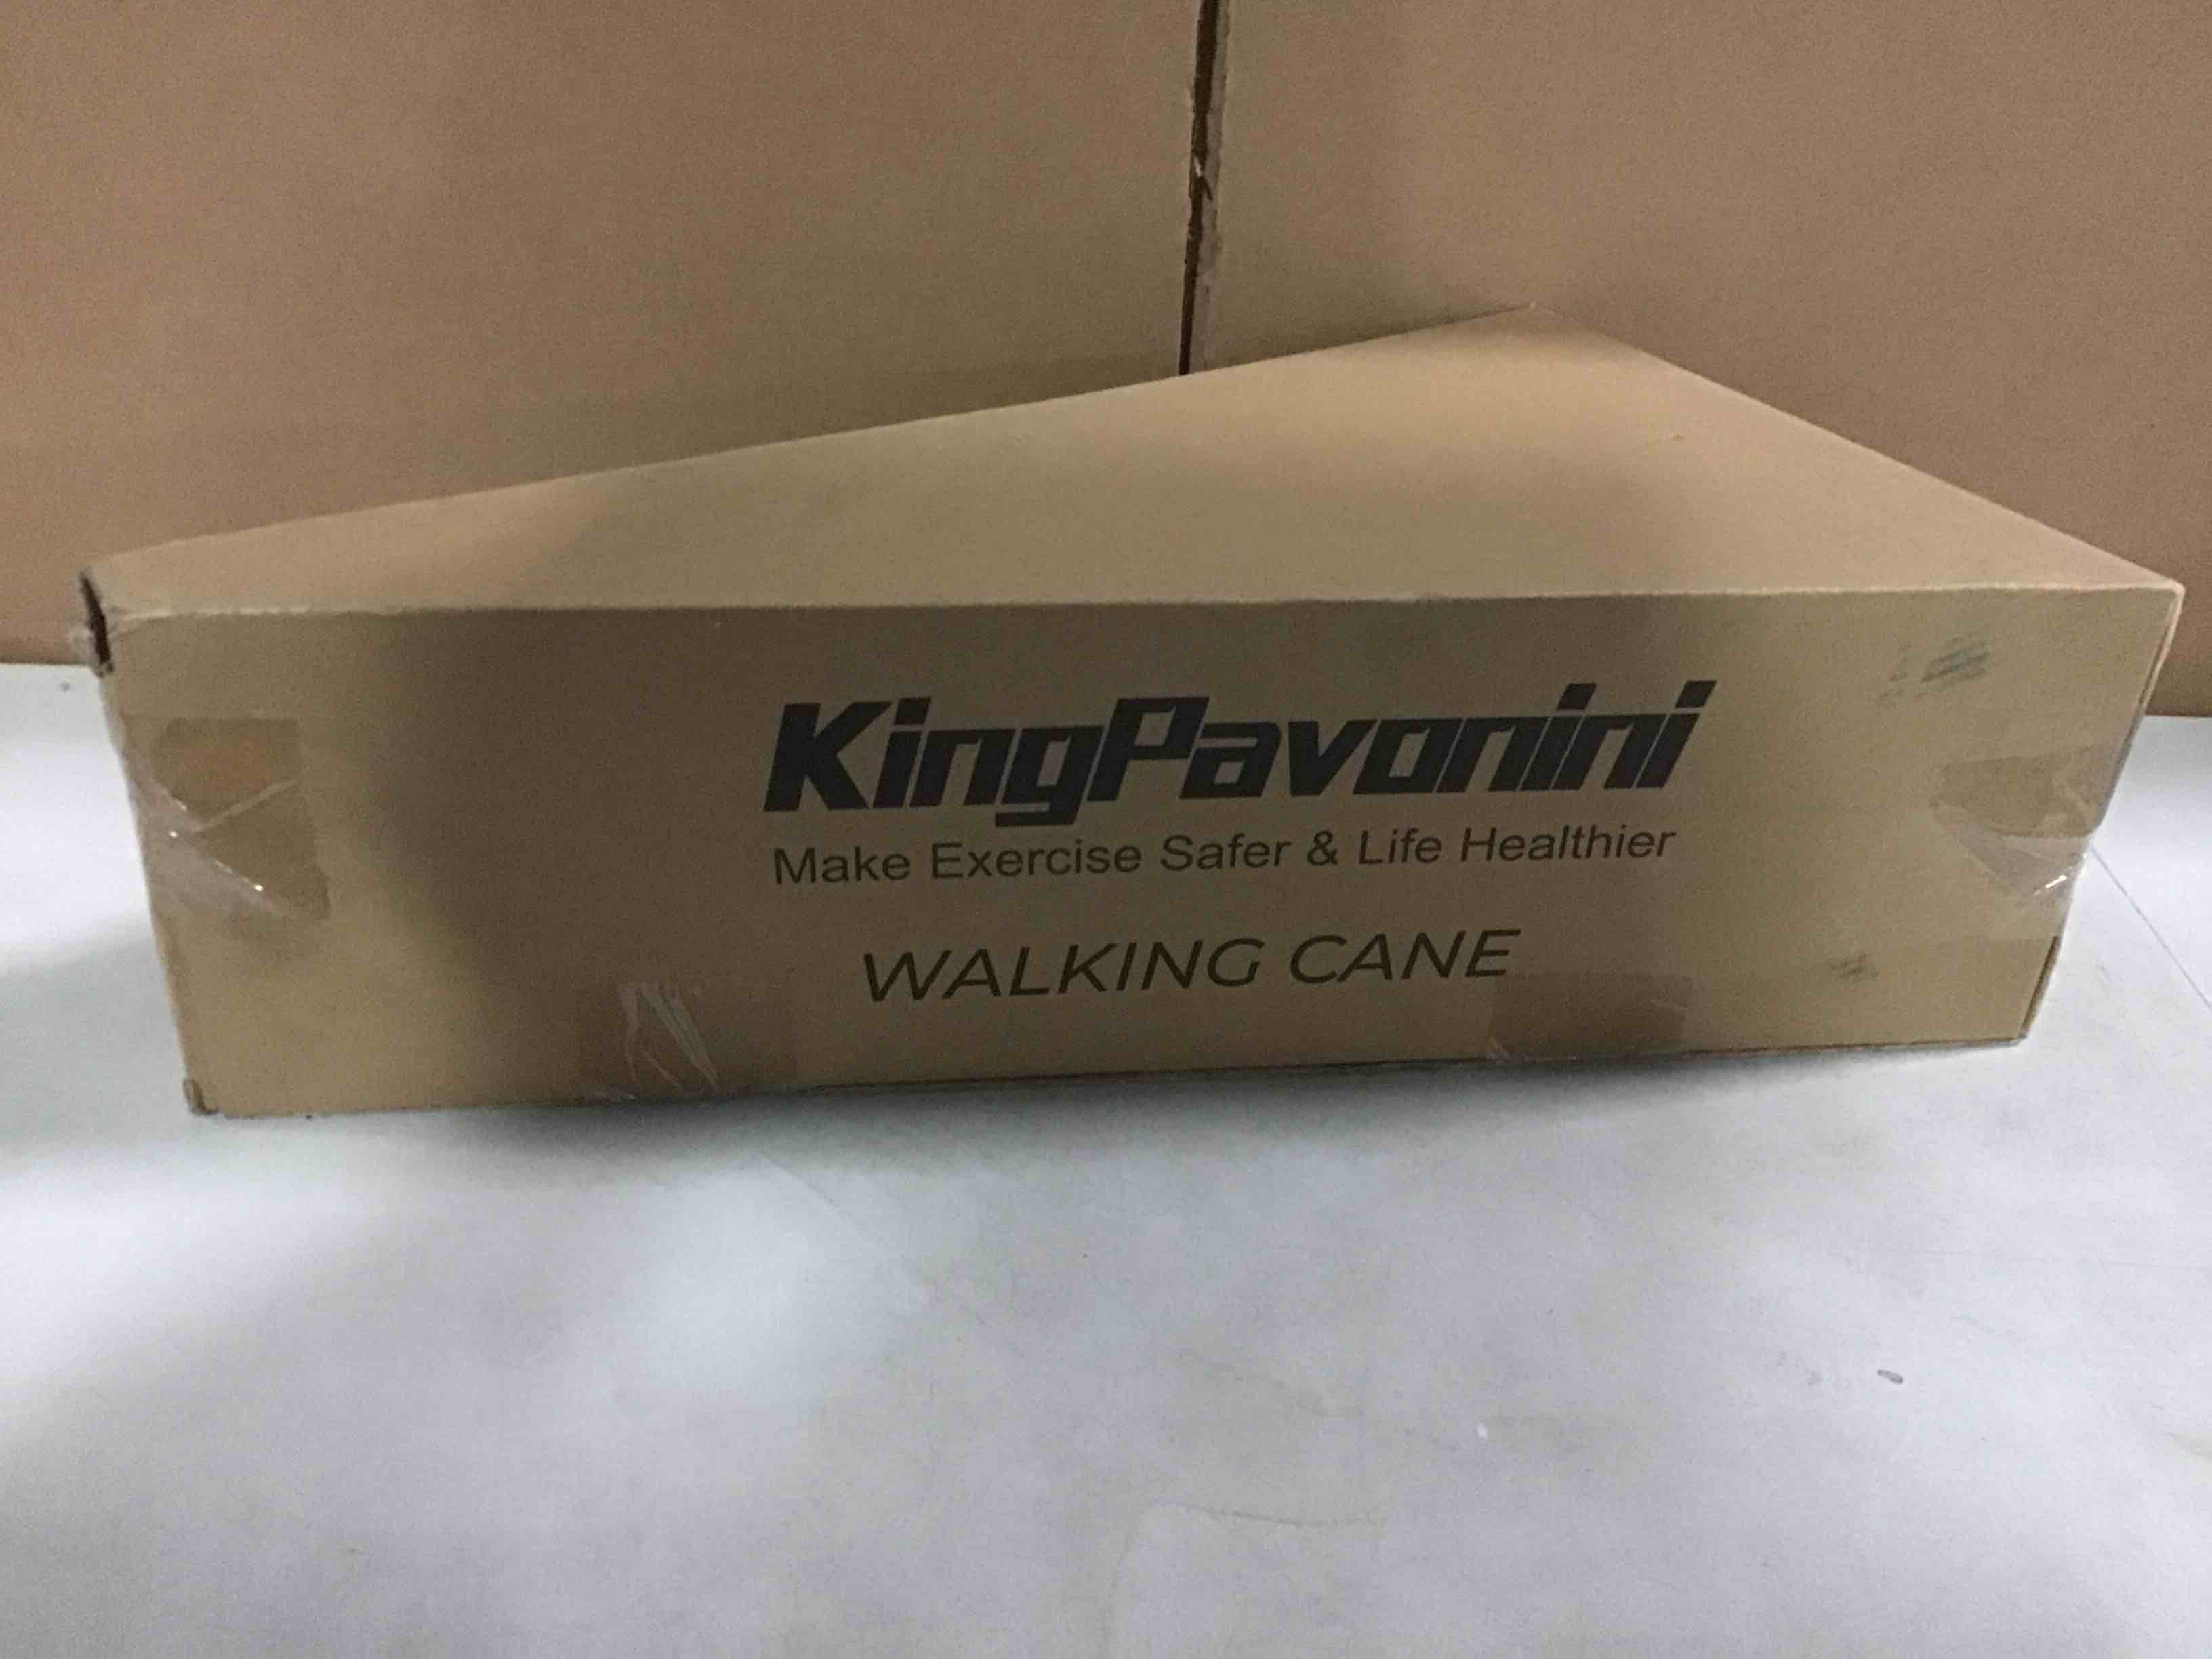 KingPavonini
Make Exercise Safer & Life Healthier
WALKING CANE